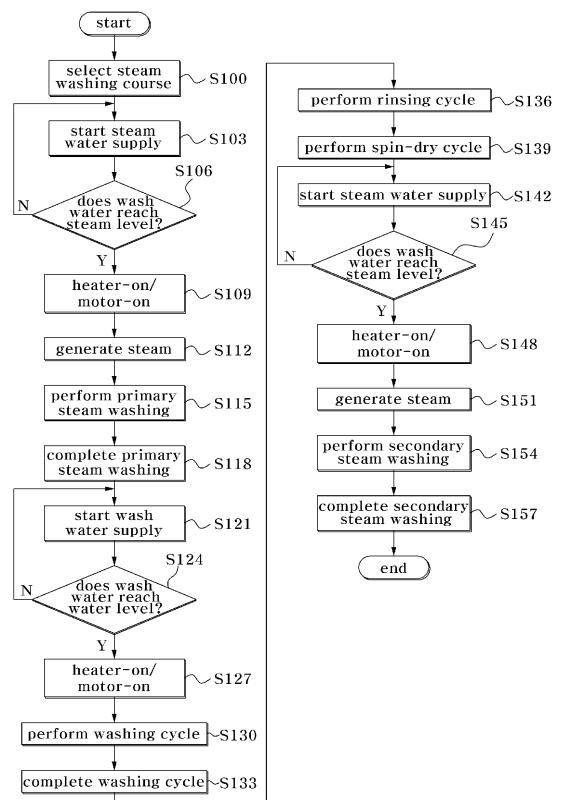 start
select steam
washing course
S100
start steam
water supply
S103
S106
does wash
water reach
steam level?
N
Y
heater-on/
motor-on
S109
generate steam
S112
perform primary
steam washing
S115
complete primary
steam washing
S118
start wash
water supply
S121
S124
does wash
water reach
water level?
N
Y
heater-on/
motor-on
S127
perform washing cycle
S130
complete washing cycle
S133
perform rinsing cycle
S136
perform spin-dry cycle
S139
start steam water supply
S142
S145
does wash
water reach
steam level?
N
Y
heater-on/
motor-on
S148
generate steam
S151
perform secondary
steam washing
S154
complete secondary
steam washing
S157
end